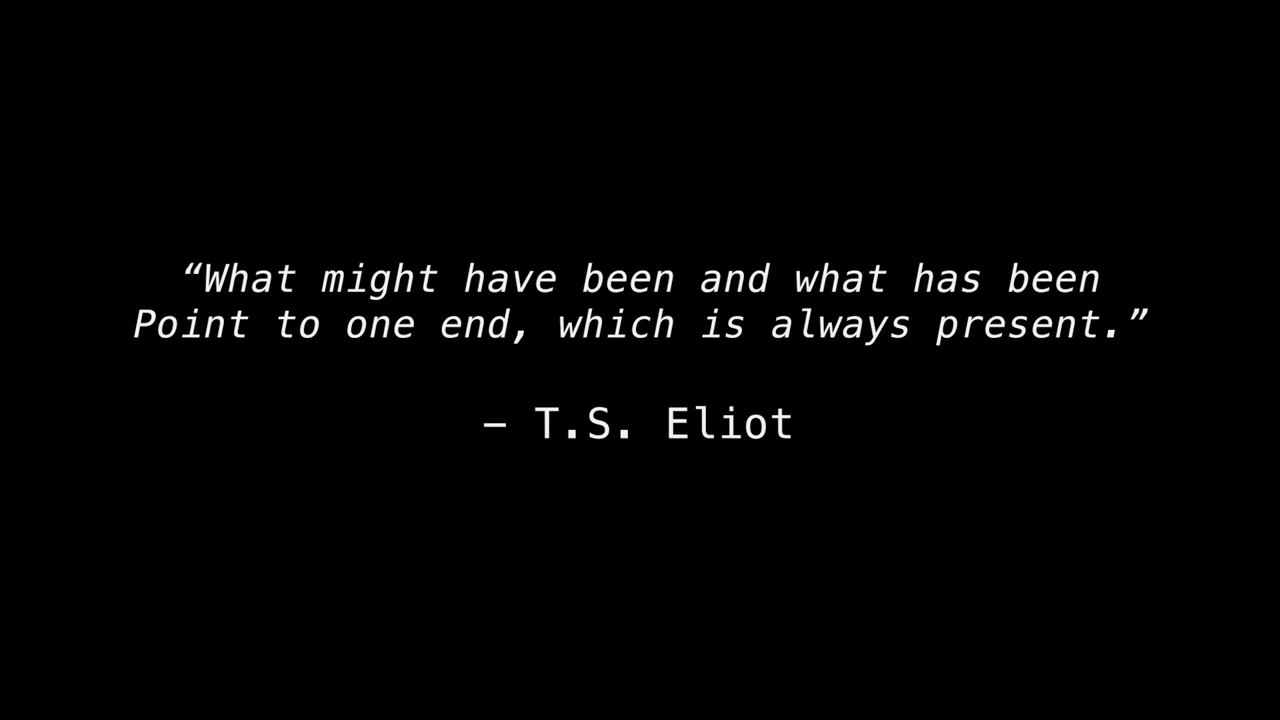 “What might have been and what has been
Point to one end, which is always present.”
– T.S. Eliot